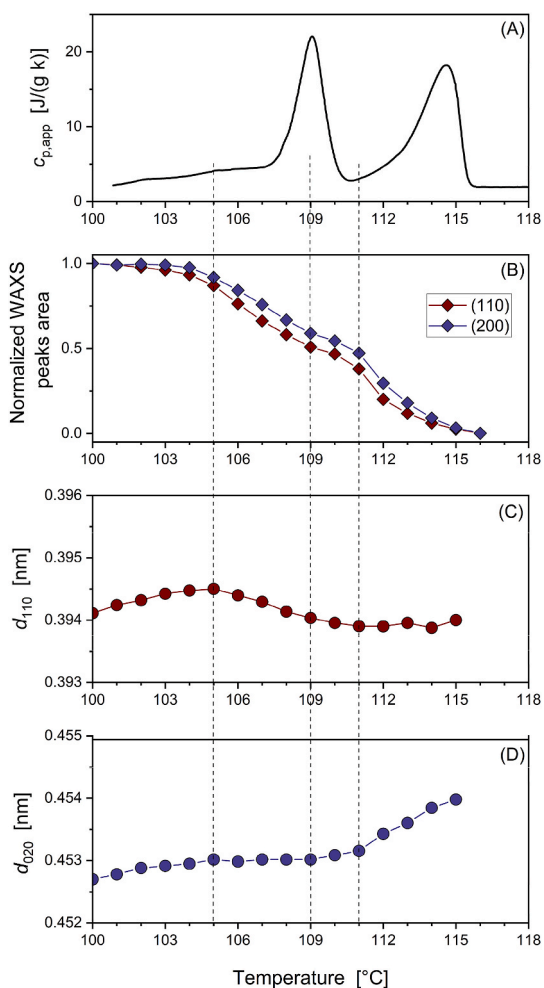 (A)
c p,app [J/(g k)]
20
10
0
100 103 106 109 112 115 118
(B)
Normalized WAXS
peaks area
1.0
0.5
0.0
(110)
(200)
100 103 106 109 112 115 118
(C)
d 110 [nm]
0.396
0.395
0.394
0.393
100 103 106 109 112 115 118
(D)
d 020 [nm]
0.455
0.454
0.453
0.452
100 103 106 109 112 115 118
Temperature [°C]